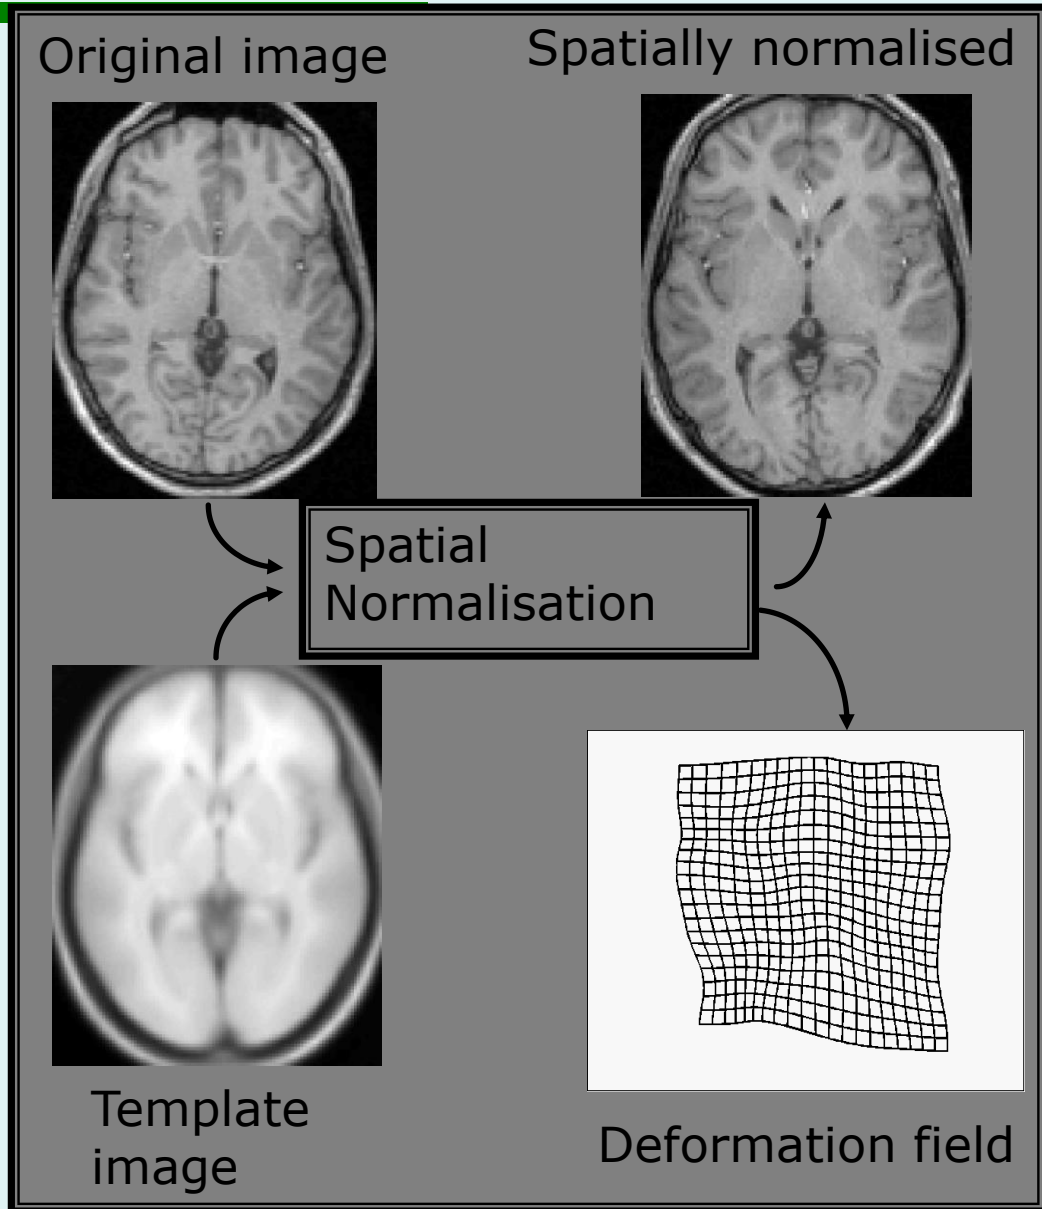 Original image
Spatially normalised
Spatial
Normalisation
Template
image
Deformation field